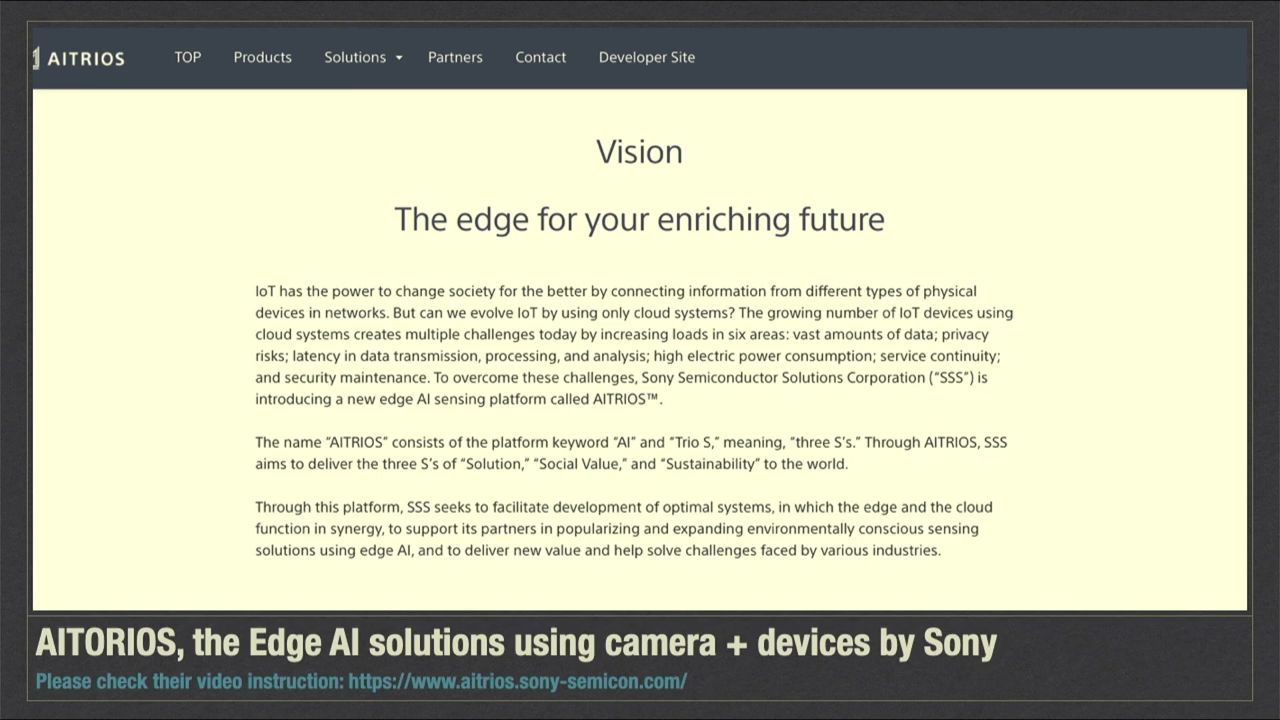 AITRIOS
TOP Products Solutions Partners Contact Developer Site
Vision
The edge for your enriching future
IoT has the power to change society for the better by connecting information from different types of physical
devices in networks. But can we evolve IoT by using only cloud systems? The growing number of IoT devices using
cloud systems creates multiple challenges today by increasing loads in six areas: vast amounts of data; privacy
risks; latency in data transmission, processing, and analysis; high electric power consumption; service continuity;
and security maintenance. To overcome these challenges, Sony Semiconductor Solutions Corporation (“SSS”) is
introducing a new edge AI sensing platform called AITRIOS™.
The name “AITRIOS” consists of the platform keyword “AI” and “Trio S,” meaning, “three S’s.” Through AITRIOS, SSS
aims to deliver the three S’s of “Solution,” “Social Value,” and “Sustainability” to the world.
Through this platform, SSS seeks to facilitate development of optimal systems, in which the edge and the cloud
function in synergy, to support its partners in popularizing and expanding environmentally conscious sensing
solutions using edge AI, and to deliver new value and help solve challenges faced by various industries.
AITORIOS, the Edge AI solutions using camera + devices by Sony
Please check their video instruction: https://www.aitrios.sony-semicon.com/